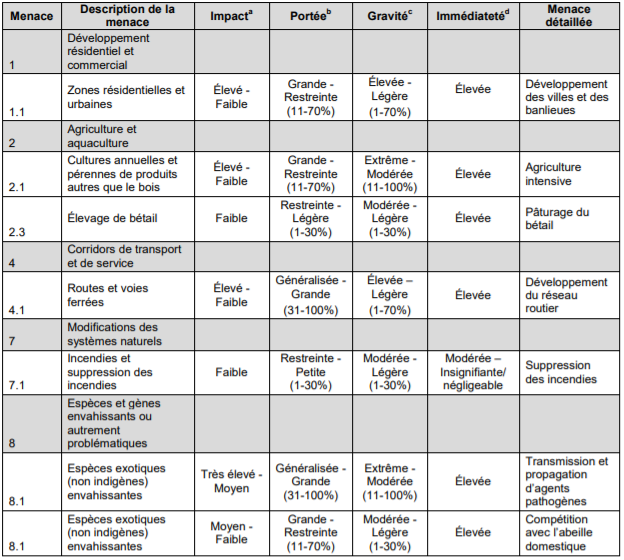 Menace Description de la menace Impactᵃ Portéeᵇ Gravitéᶜ Immédiatetéᵈ Menace détaillée
1 Développement résidentiel et commercial
1.1 Zones résidentielles et urbaines Élevé - Faible Grande - Restreinte (11-70%) Élevée - Légère (1-70%) Élevée Développement des villes et des banlieues
2 Agriculture et aquaculture
2.1 Cultures annuelles et pérennes de produits autres que le bois Élevé - Faible Grande - Restreinte (11-70%) Extrême - Modérée (11-100%) Élevée Agriculture intensive
2.3 Élevage de bétail Faible Restreinte - Légère (1-30%) Modérée - Légère (1-30%) Élevée Pâturage du bétail
4 Corridors de transport et de service
4.1 Routes et voies ferrées Élevé - Faible Généralisée - Grande (31-100%) Élevée – Légère (1-70%) Élevée Développement du réseau routier
7 Modifications des systèmes naturels
7.1 Incendies et suppression des incendies Faible Restreinte - Petite (1-30%) Modérée - Légère (1-30%) Modérée – Insignifiante/ négligeable Suppression des incendies
8 Espèces et gènes envahissants ou autrement problématiques
8.1 Espèces exotiques (non indigènes) envahissantes Très élevé - Moyen Généralisée - Grande (31-100%) Extrême - Modérée (11-100%) Élevée Transmission et propagation d'agents pathogènes
8.1 Espèces exotiques (non indigènes) envahissantes Moyen - Faible Grande - Restreinte (11-70%) Modérée - Légère (1-30%) Élevée Compétition avec l'abeille domestique